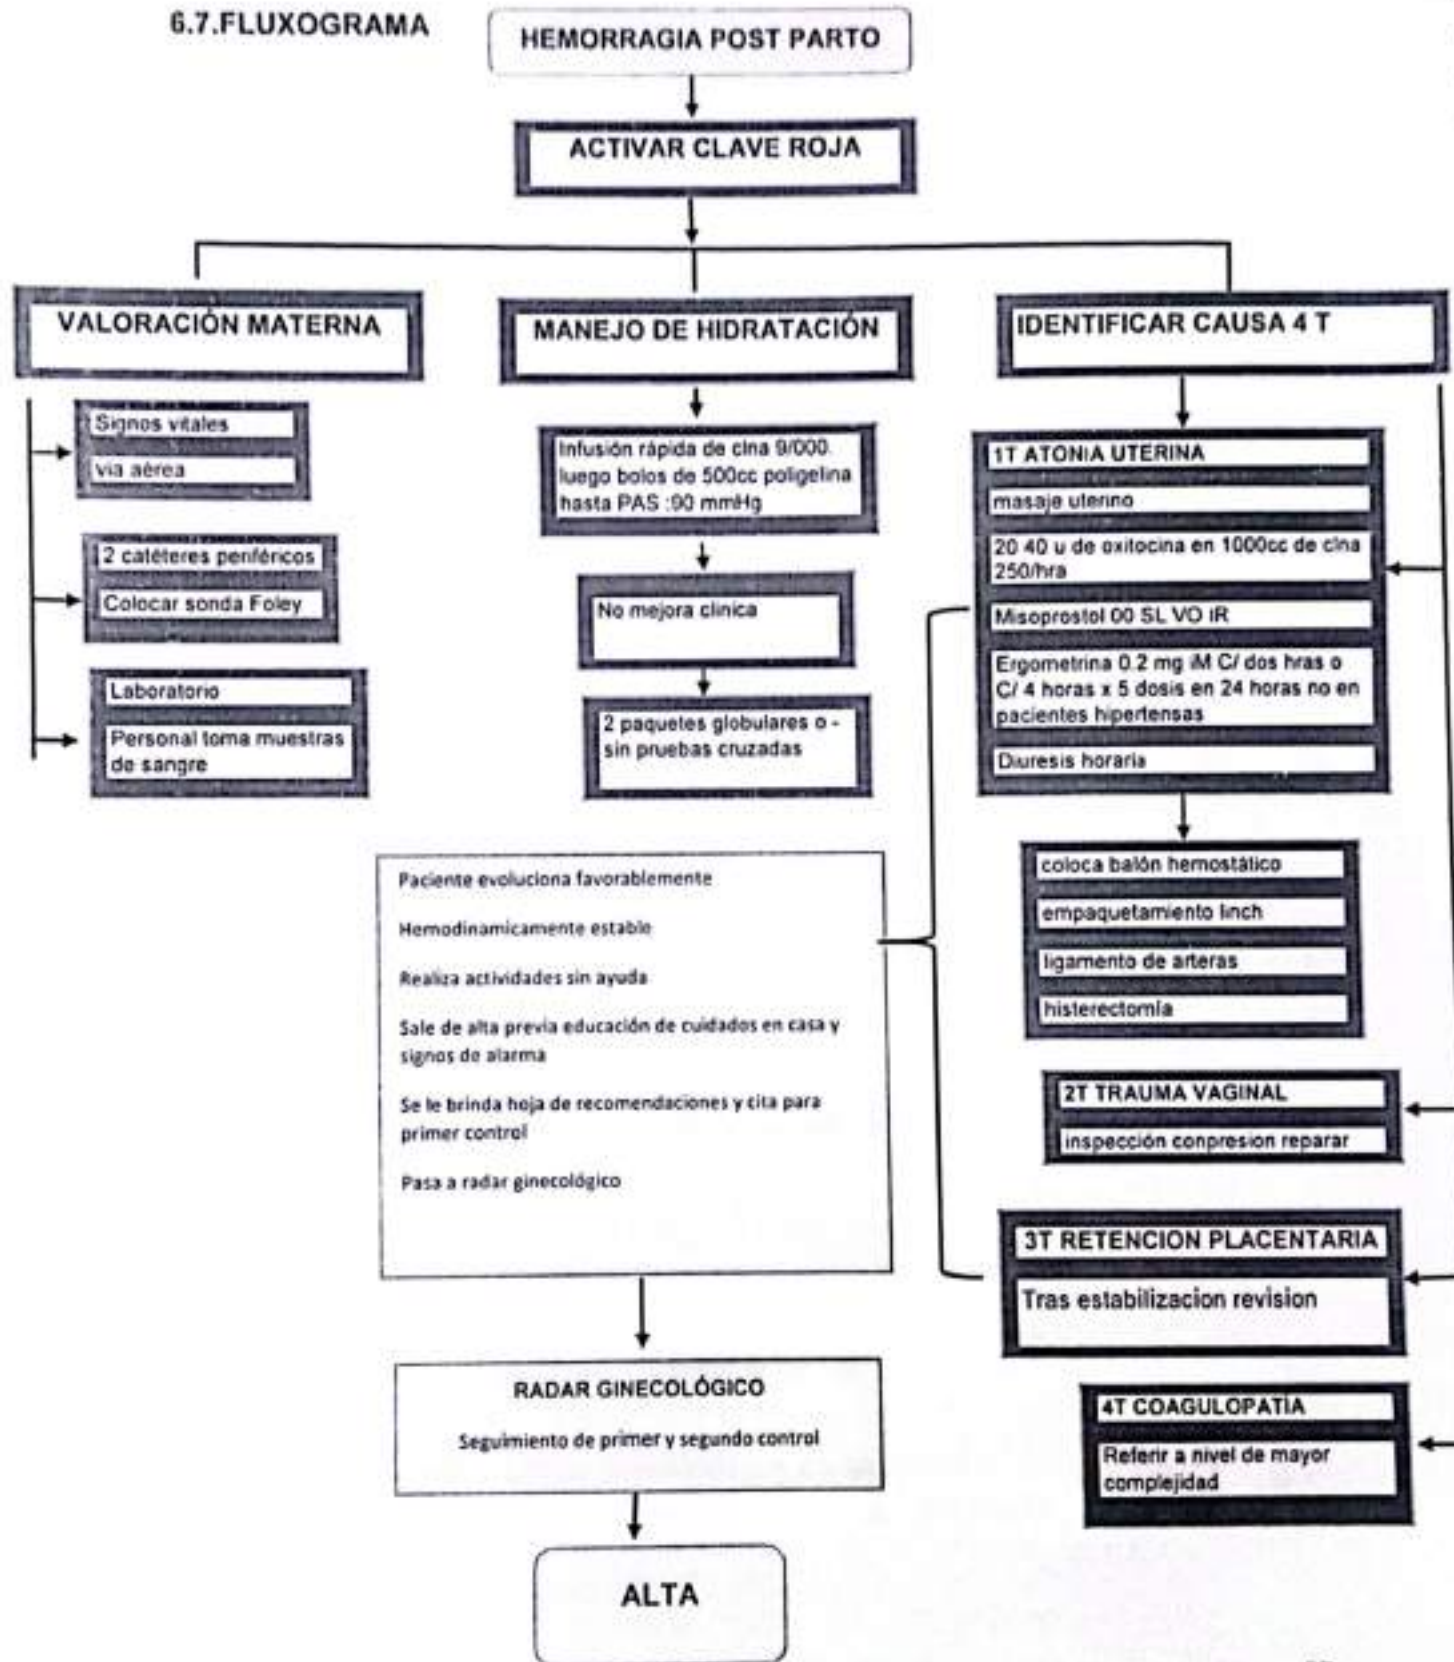 6.7.FLUXOGRAMA
HEMORRAGIA POST PARTO
ACTIVAR CLAVE ROJA
VALORACIÓN MATERNA
Signos vitales
via aérea
2 catéteres periféricos
Colocar sonda Foley
Laboratorio
Personal toma muestras
de sangre
MANEJO DE HIDRATACIÓN
Infusión rápida de clna 9/000.
luego bolos de 500cc poligelina
hasta PAS :90 mmHg
No mejora clinica
2 paquetes globulares o -
sin pruebas cruzadas
IDENTIFICAR CAUSA 4 T
1T ATONIA UTERINA
masaje uterino
20 40 u de oxitocina en 1000cc de clna
250/hra
Misoprostol 00 SL VO IR
Ergometrina 0.2 mg iM C/ dos hras o
C/ 4 horas x 5 dosis en 24 horas no en
pacientes hipertensas
Diuresis horaria
coloca balón hemostático
empaquetamiento linch
ligamento de arteras
histerectomía
2T TRAUMA VAGINAL
inspección conpresion reparar
3T RETENCION PLACENTARIA
Tras estabilizacion revision
4T COAGULOPATÍA
Referir a nivel de mayor
complejidad
Paciente evoluciona favorablemente
Hemodinamicamente estable
Realiza actividades sin ayuda
Sale de alta previa educación de cuidados en casa y
signos de alarma
Se le brinda hoja de recomendaciones y cita para
primer control
Pasa a radar ginecológico
RADAR GINECOLÓGICO
Seguimiento de primer y segundo control
ALTA